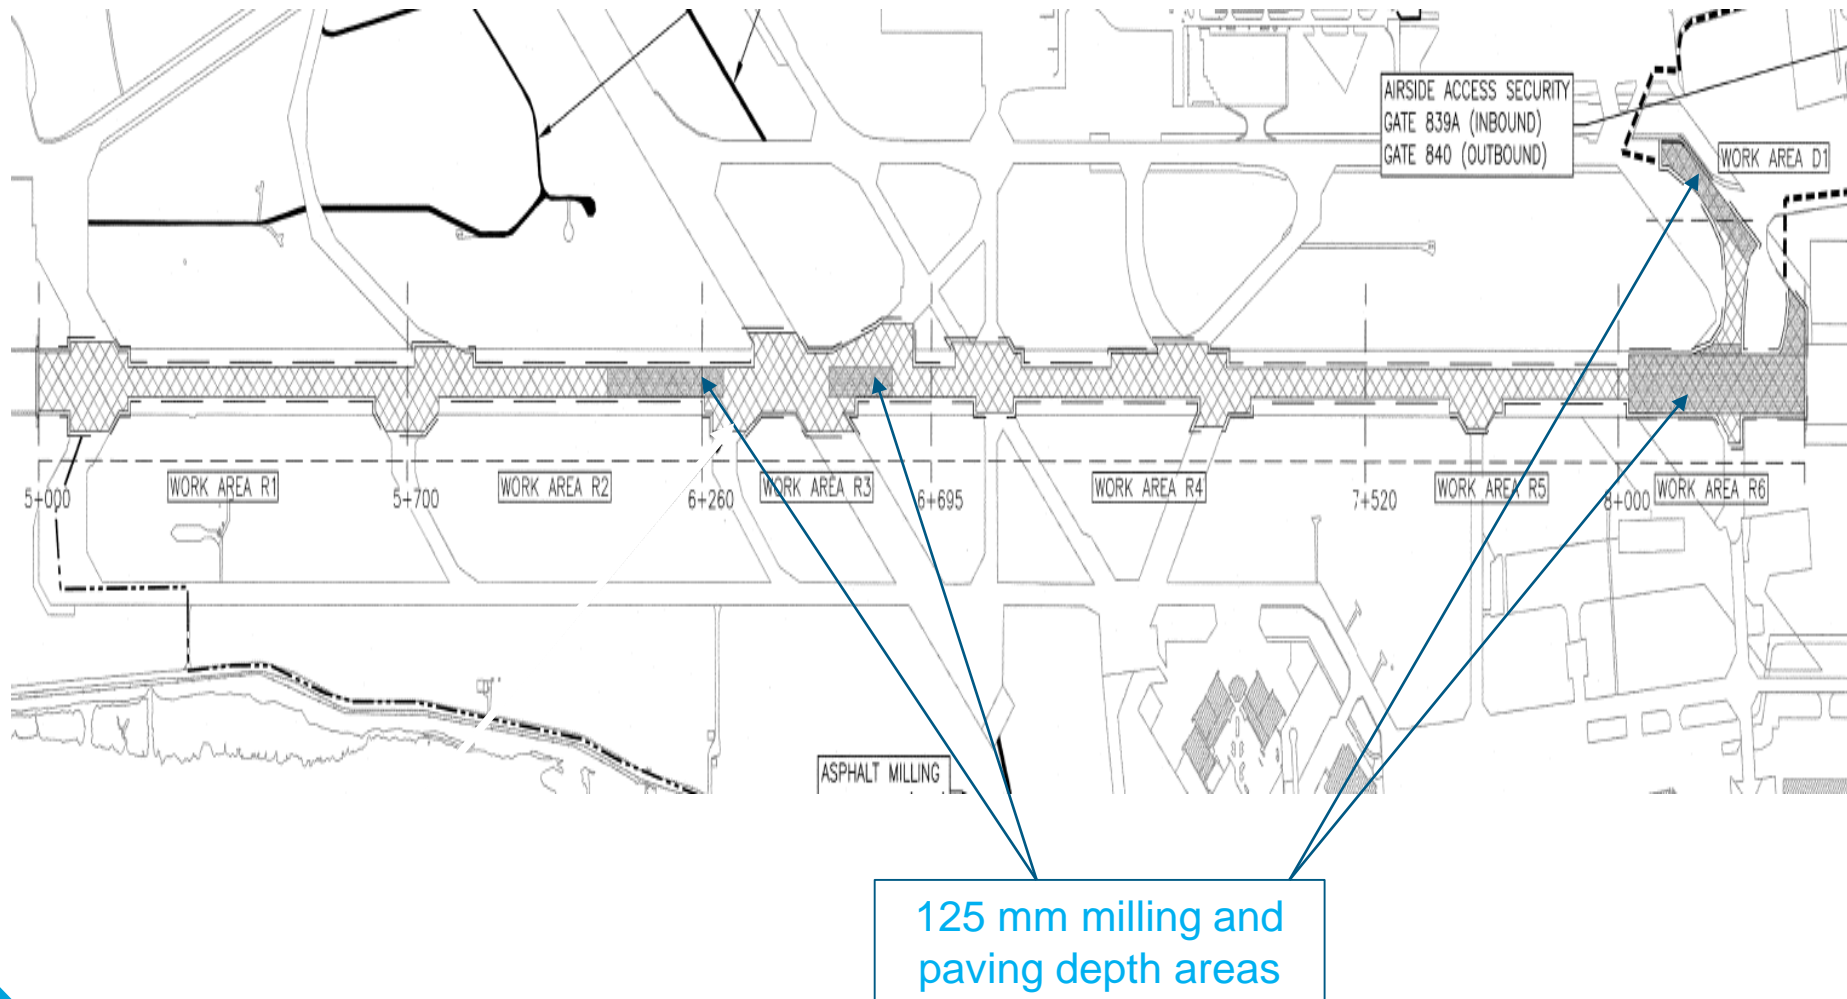 AIRSIDE ACCESS SECURITY
GATE 839A (INBOUND)
GATE 840 (OUTBOUND)
WORK AREA D1
WORK AREA R1
WORK AREA R2
WORK AREA R3
WORK AREA R4
WORK AREA R5
WORK AREA R6
5+000
5+700
6+260
6+695
7+520
8+000
ASPHALT MILLING
125 mm milling and
paving depth areas